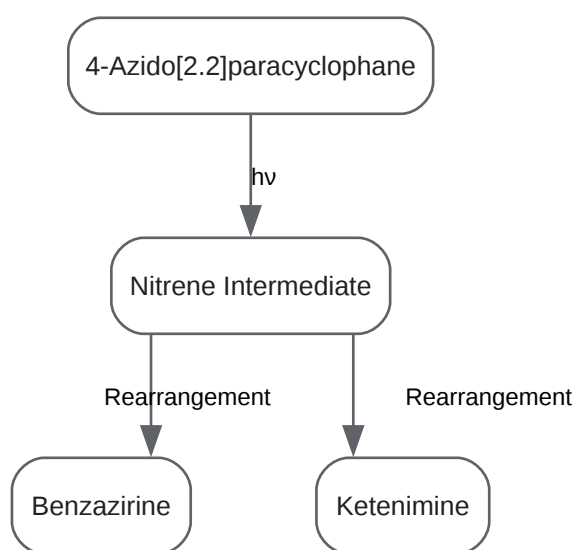 4-Azido[2.2]paracyclophane
hν
Nitrene Intermediate
Rearrangement
Rearrangement
Benzazirine
Ketenimine